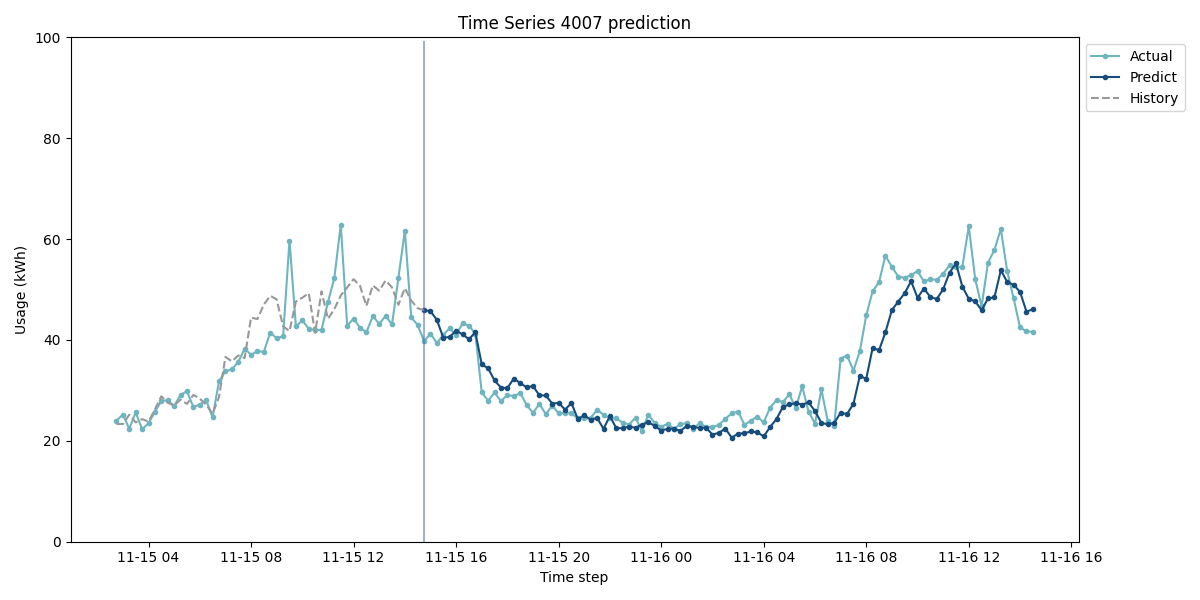 Time Series 4007 prediction
100
80
60
40
20
0
Usage (kWh)
11-15 04
11-15 08
11-15 12
11-15 16
11-15 20
11-16 00
11-16 04
11-16 08
11-16 12
11-16 16
Time step
Actual
Predict
History